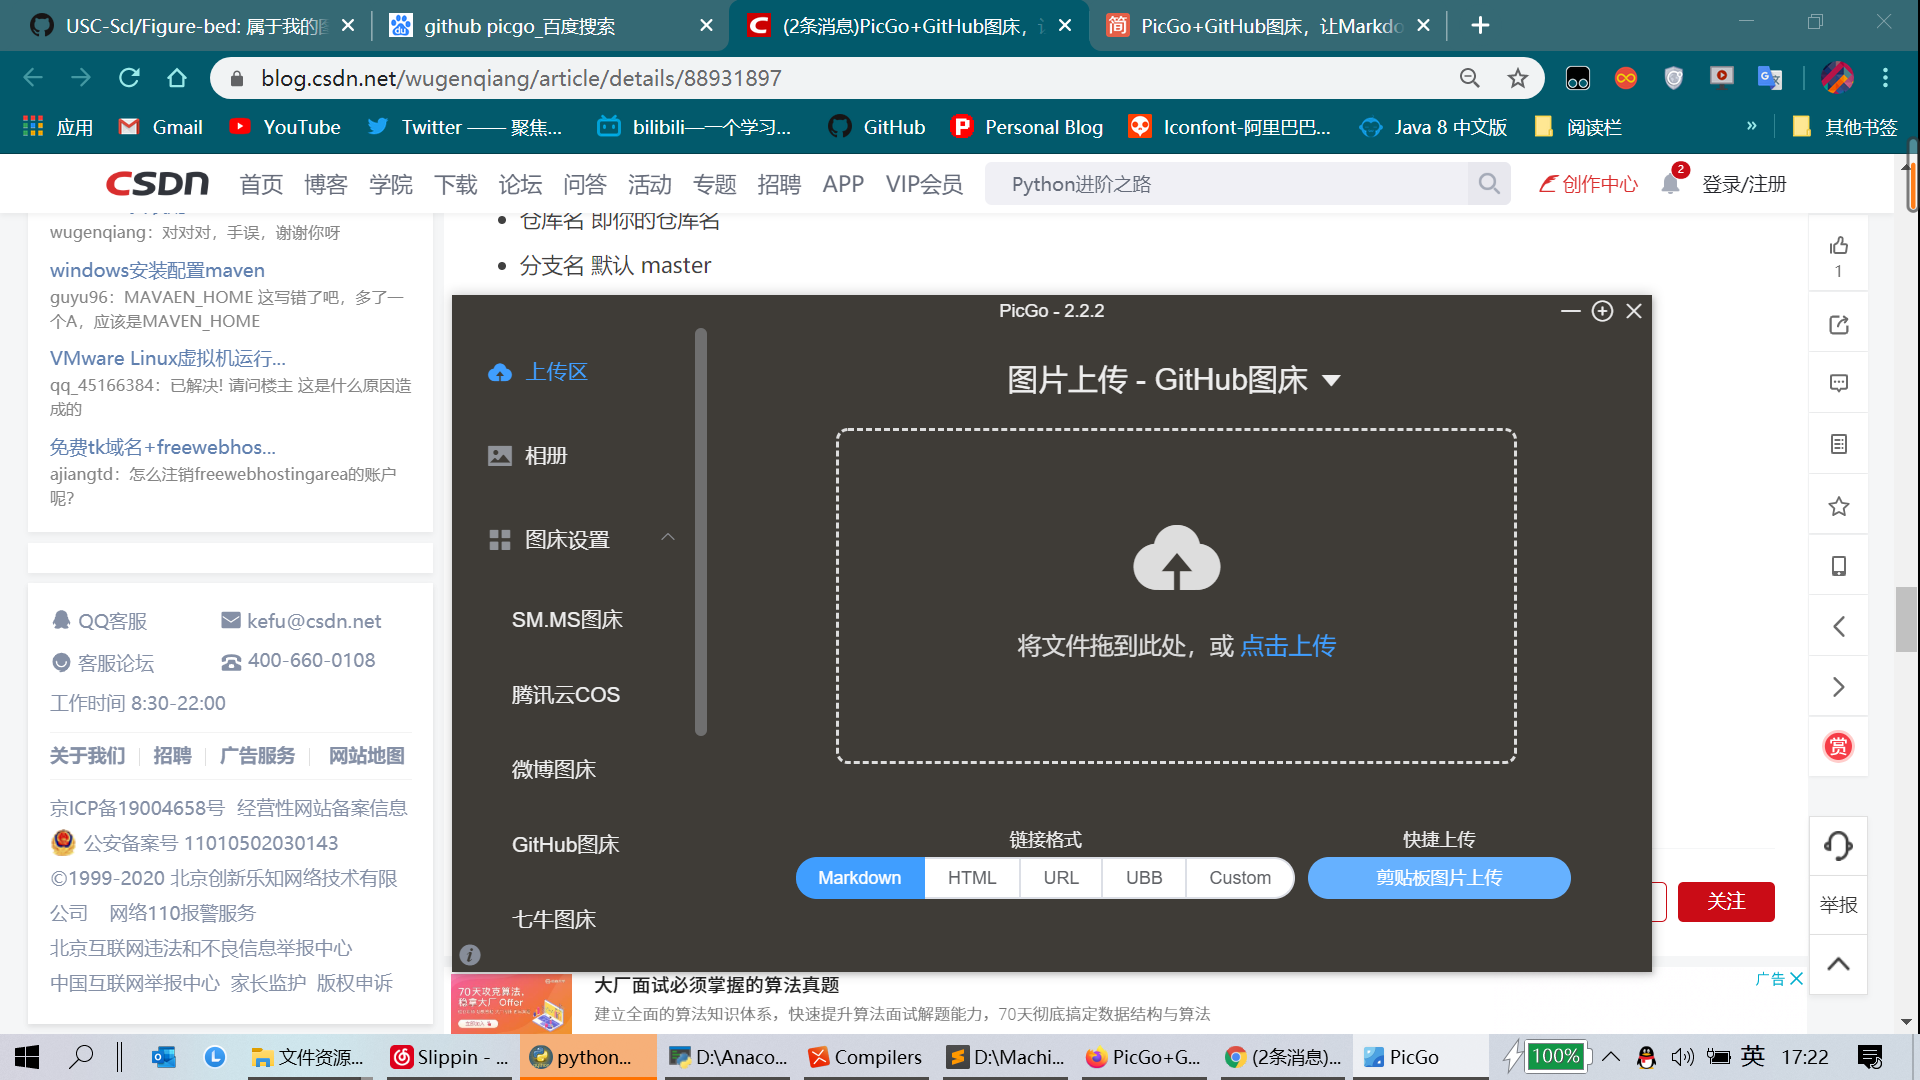 USC-Scl/Figure-bed: 属于我的图
github picgo_百度搜索
(2条消息)PicGo+GitHub图床，
PicGo+GitHub图床，让Markdo
blog.csdn.net/wugenqiang/article/details/88931897
应用
Gmail
YouTube
Twitter —— 聚焦...
bilibili—一个学习...
GitHub
Personal Blog
Iconfont-阿里巴巴...
Java 8 中文版
阅读栏
»
其他书签
CSDN
首页
博客
学院
下载
论坛
问答
活动
专题
招聘
APP
VIP会员
Python进阶之路
创作中心
2
登录/注册
wugenqiang：对对对，手误，谢谢你呀
windows安装配置maven
guyu96：MAVAEN_HOME 这写错了吧，多了一
个A，应该是MAVEN_HOME
VMware Linux虚拟机运行...
qq_45166384：已解决! 请问楼主 这是什么原因造
成的
免费tk域名+freewebhos...
ajiangtd：怎么注销freewebhostingarea的账户
呢?
QQ客服
kefu@csdn.net
客服论坛
400-660-0108
工作时间 8:30-22:00
关于我们
招聘
广告服务
网站地图
京ICP备19004658号 经营性网站备案信息
公安备案号 11010502030143
©1999-2020 北京创新乐知网络技术有限
公司 网络110报警服务
北京互联网违法和不良信息举报中心
中国互联网举报中心 家长监护 版权申诉
仓库名 即你的仓库名
分支名 默认 master
PicGo - 2.2.2
上传区
相册
图床设置
SM.MS图床
腾讯云COS
微博图床
GitHub图床
七牛图床
图片上传 - GitHub图床
将文件拖到此处，或 点击上传
链接格式
快捷上传
Markdown
HTML
URL
UBB
Custom
剪贴板图片上传
1
赏
关注
举报
70天攻克算法，
稳拿大厂 Offer
大厂面试必须掌握的算法真题
建立全面的算法知识体系，快速提升算法面试解题能力，70天彻底搞定数据结构与算法
广告
文件资源...
Slippin - ...
python...
D:\Anaco...
Compilers
D:\Machi...
PicGo+G...
(2条消息)...
PicGo
100%
英
17:22